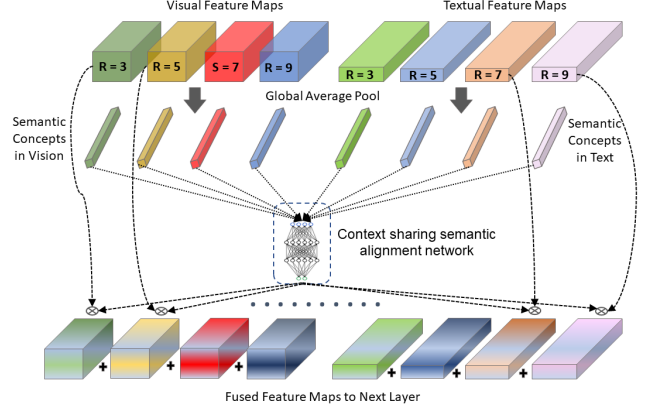 Visual Feature Maps
Textual Feature Maps
R = 3
R = 5
S = 7
R = 9
R = 3
R = 5
R = 7
R = 9
Global Average Pool
Semantic
Concepts
in Vision
Semantic
Concepts
in Text
Context sharing semantic
alignment network
+
+
+
+
+
+
Fused Feature Maps to Next Layer